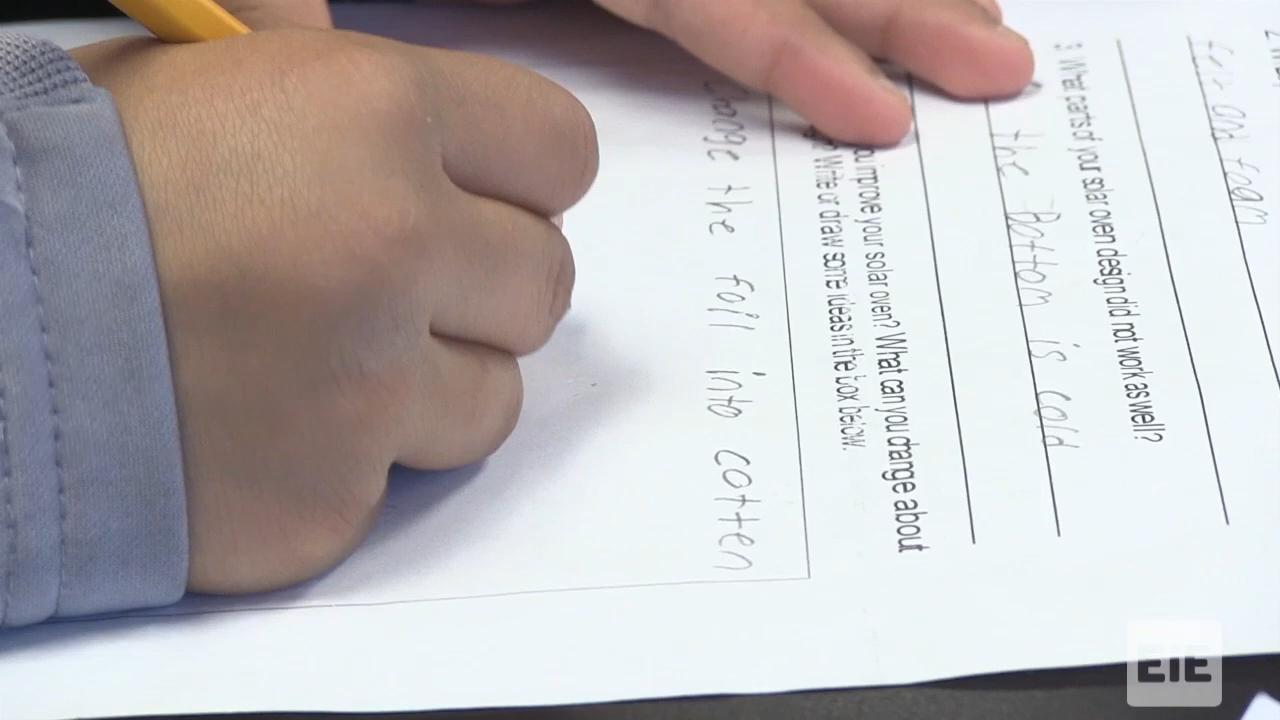 and foam
3. What parts of your solar oven design did not work as well?
the Bottom is cold
you improve your solar oven? What can you change about
Write or draw some ideas in the box below.
change the foil into cotten
EiE